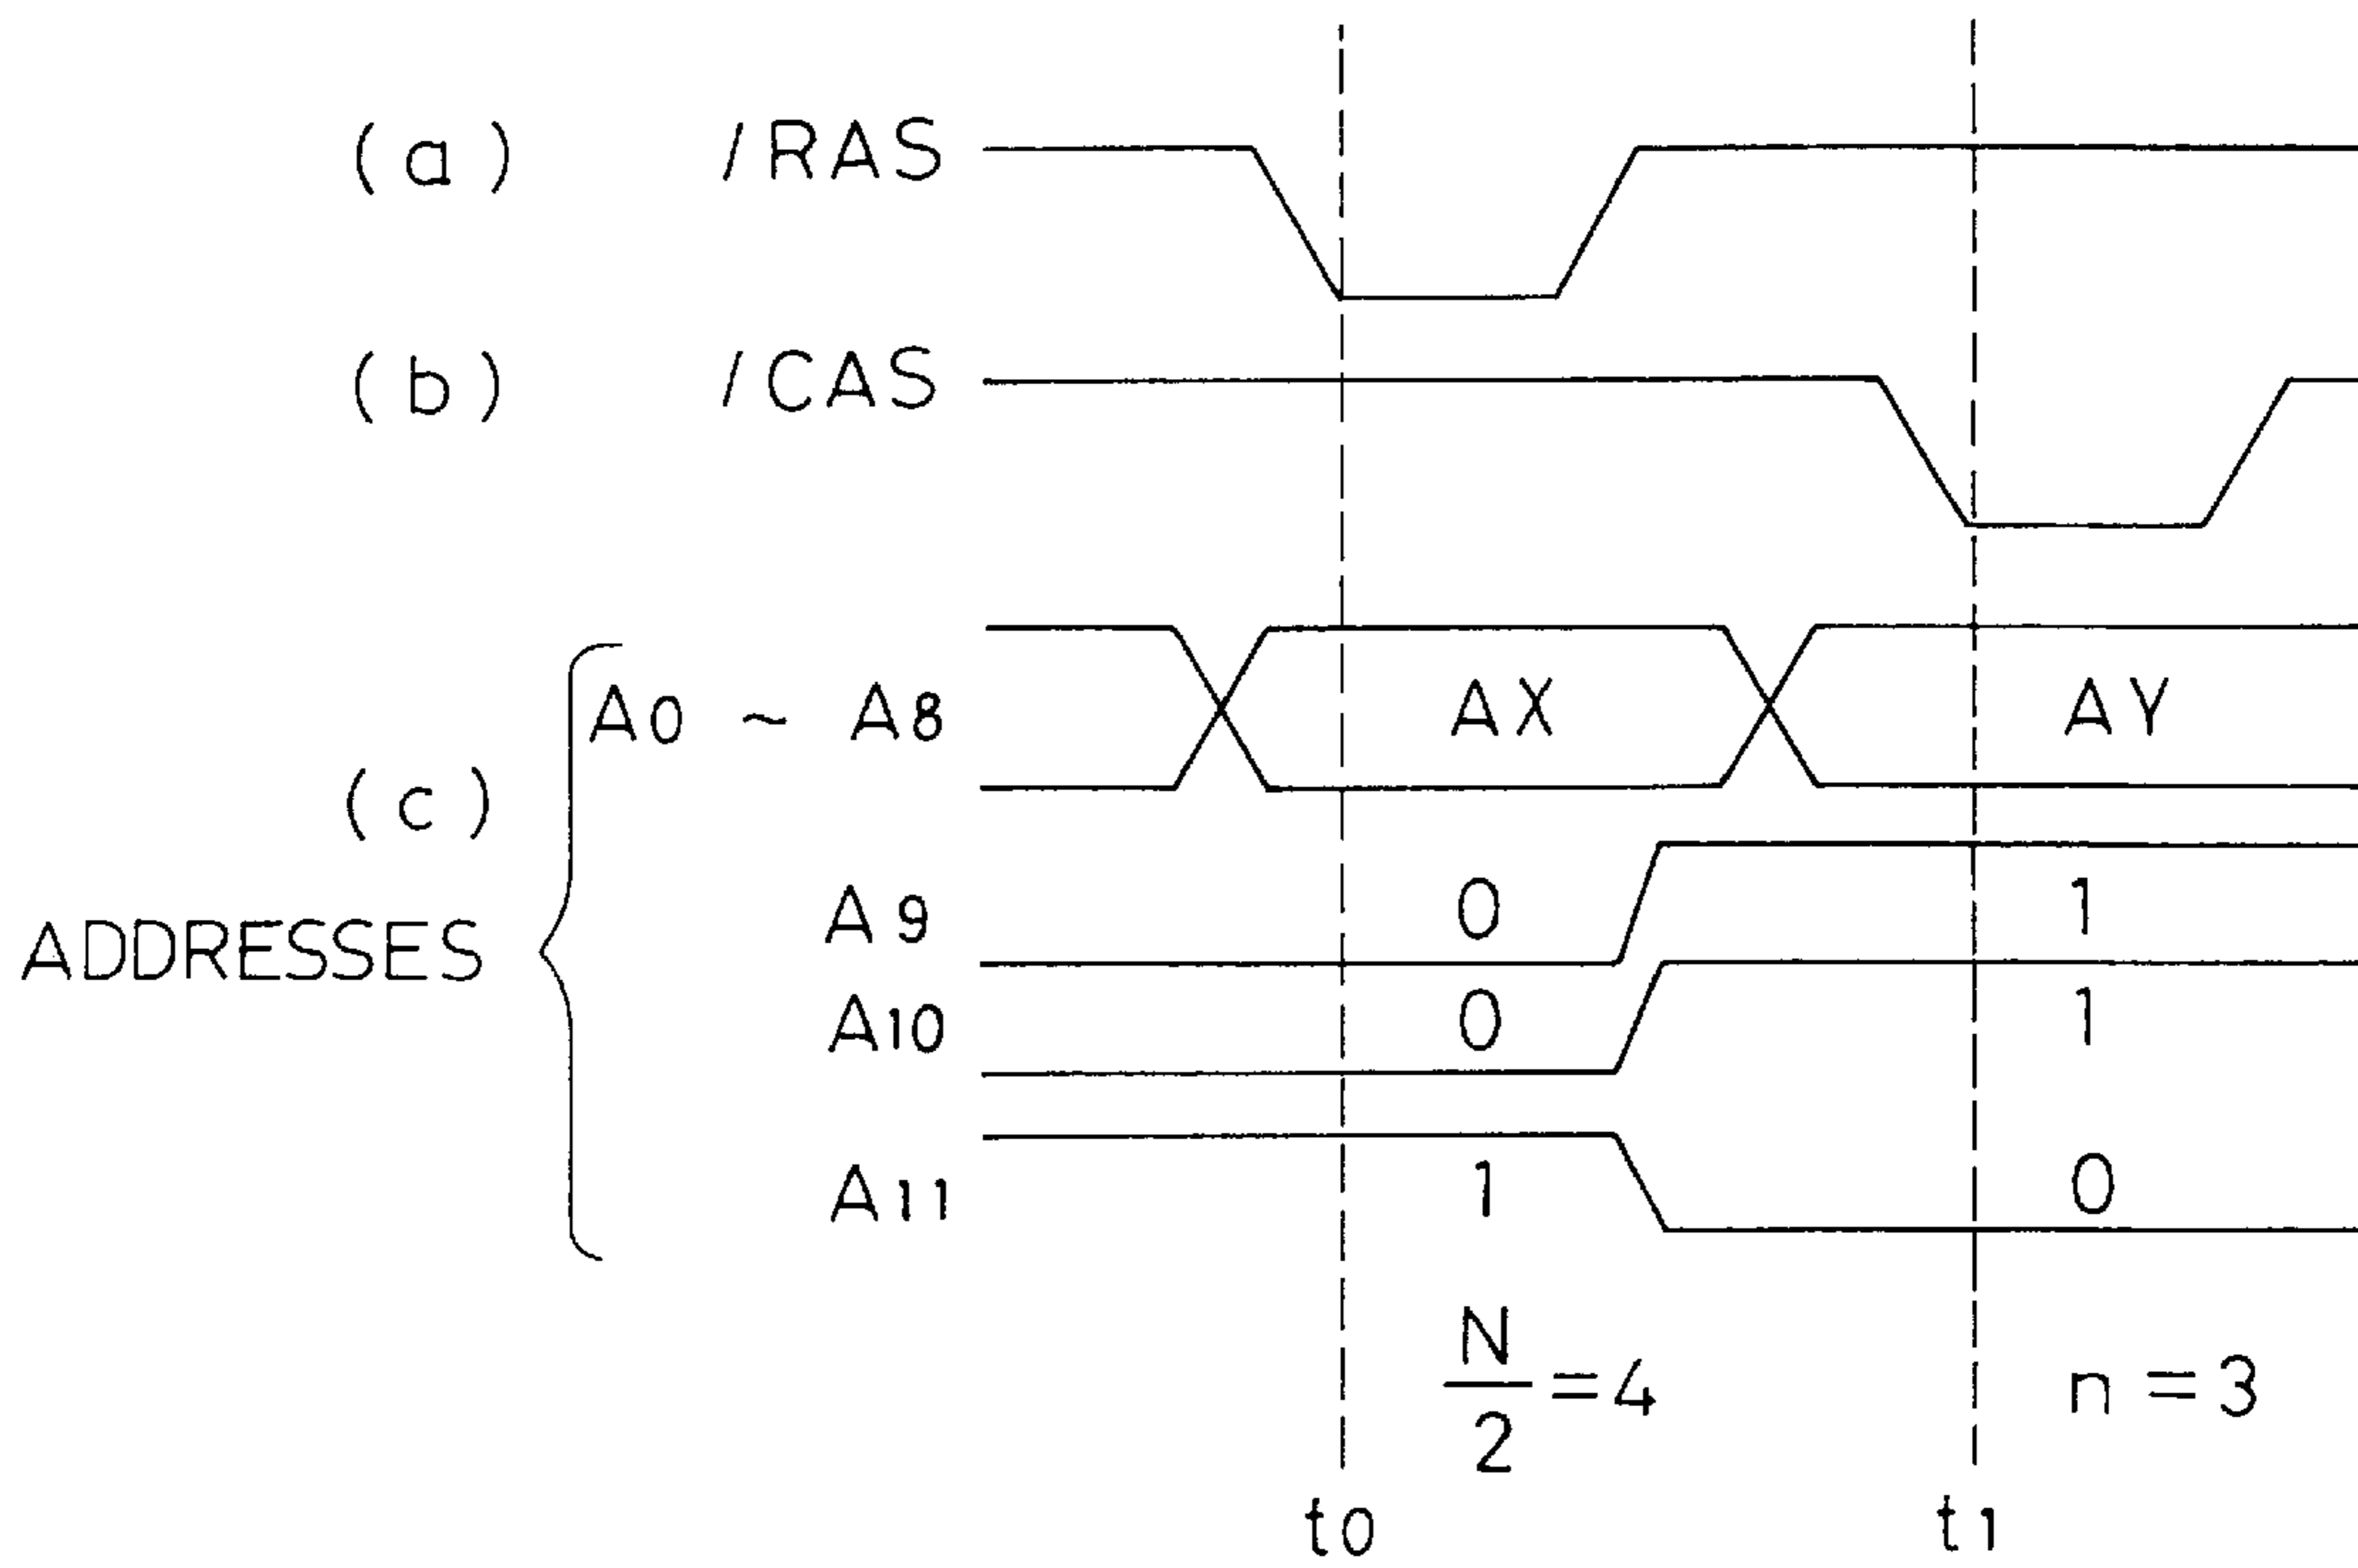 (a) /RAS
(b) /CAS
A0 ~ A8 AX AY
(c)
A9 0 1
ADDRESSES
A10 0 1
A11 1 0
N/2=4 n=3
t0 t1